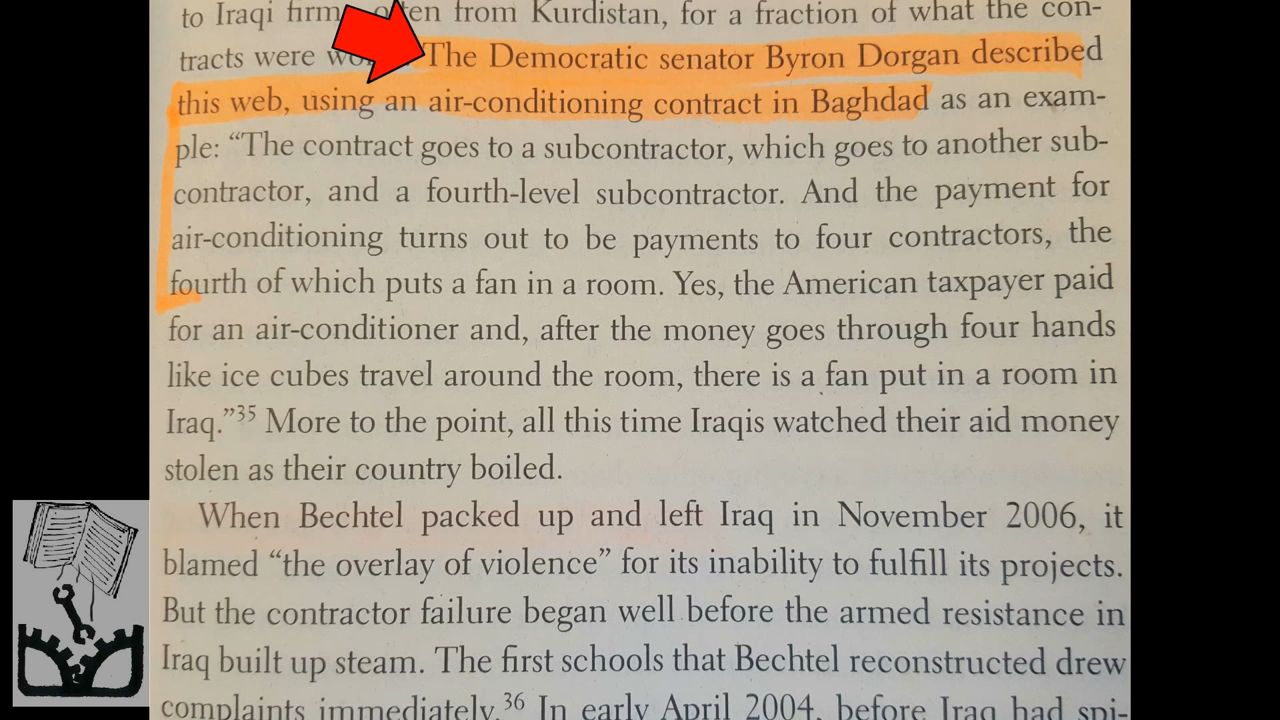 to Iraqi firm often from Kurdistan, for a fraction of what the con-
tracts were The Democratic senator Byron Dorgan described
this web, using an air-conditioning contract in Baghdad as an exam-
ple: “The contract goes to a subcontractor, which goes to another sub-
contractor, and a fourth-level subcontractor. And the payment for
air-conditioning turns out to be payments to four contractors, the
fourth of which puts a fan in a room. Yes, the American taxpayer paid
for an air-conditioner and, after the money goes through four hands
like ice cubes travel around the room, there is a fan put in a room in
Iraq.”35 More to the point, all this time Iraqis watched their aid money
stolen as their country boiled.
When Bechtel packed up and left Iraq in November 2006, it
blamed “the overlay of violence” for its inability to fulfill its projects.
But the contractor failure began well before the armed resistance in
Iraq built up steam. The first schools that Bechtel reconstructed drew
complaints immediately.36 In early April 2004, before Iraq had spi-